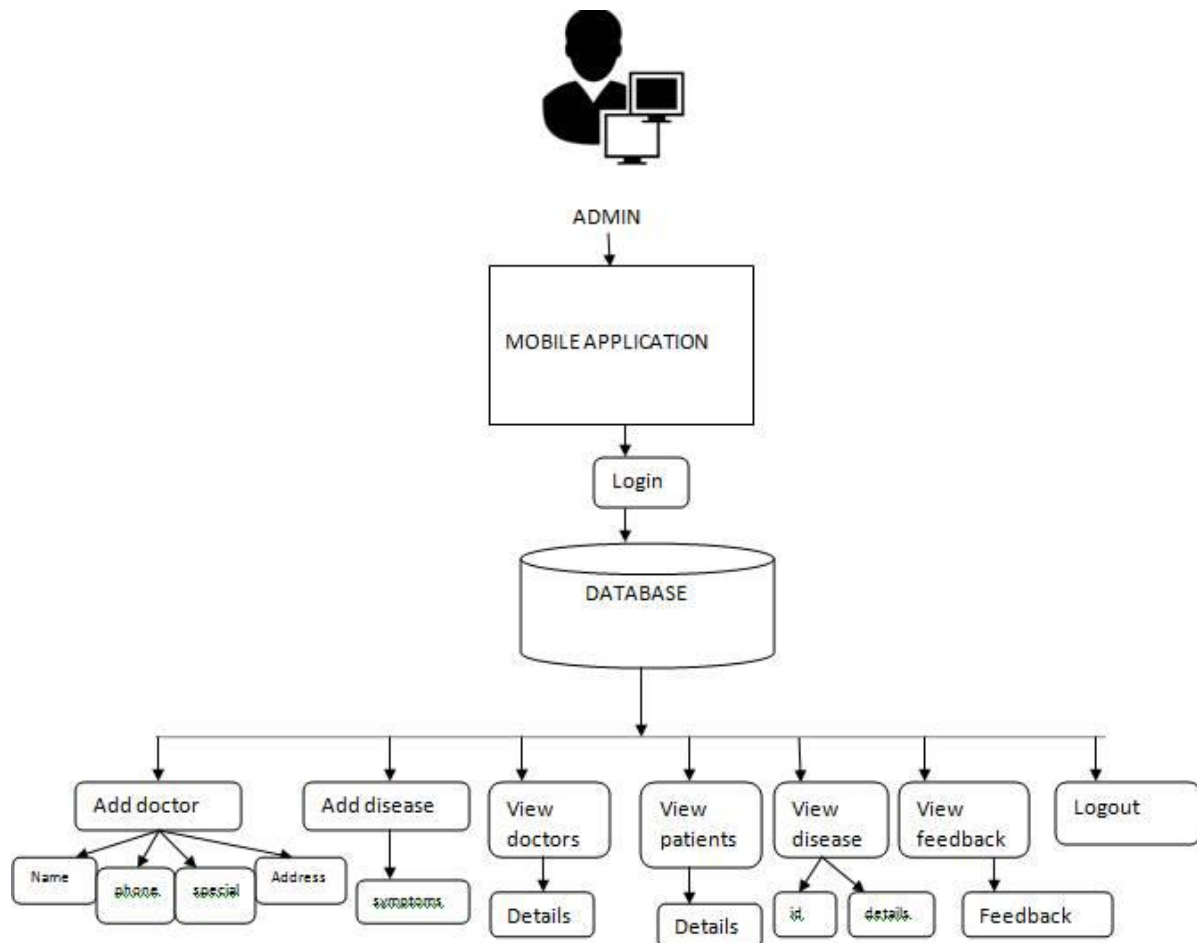 ADMIN
MOBILE APPLICATION
Login
DATABASE
Add doctor
Add disease
View
doctors
View
patients
View
disease
View
feedback
Logout
Name
phone
special
Address
symptoms
Details
Details
id
details
Feedback